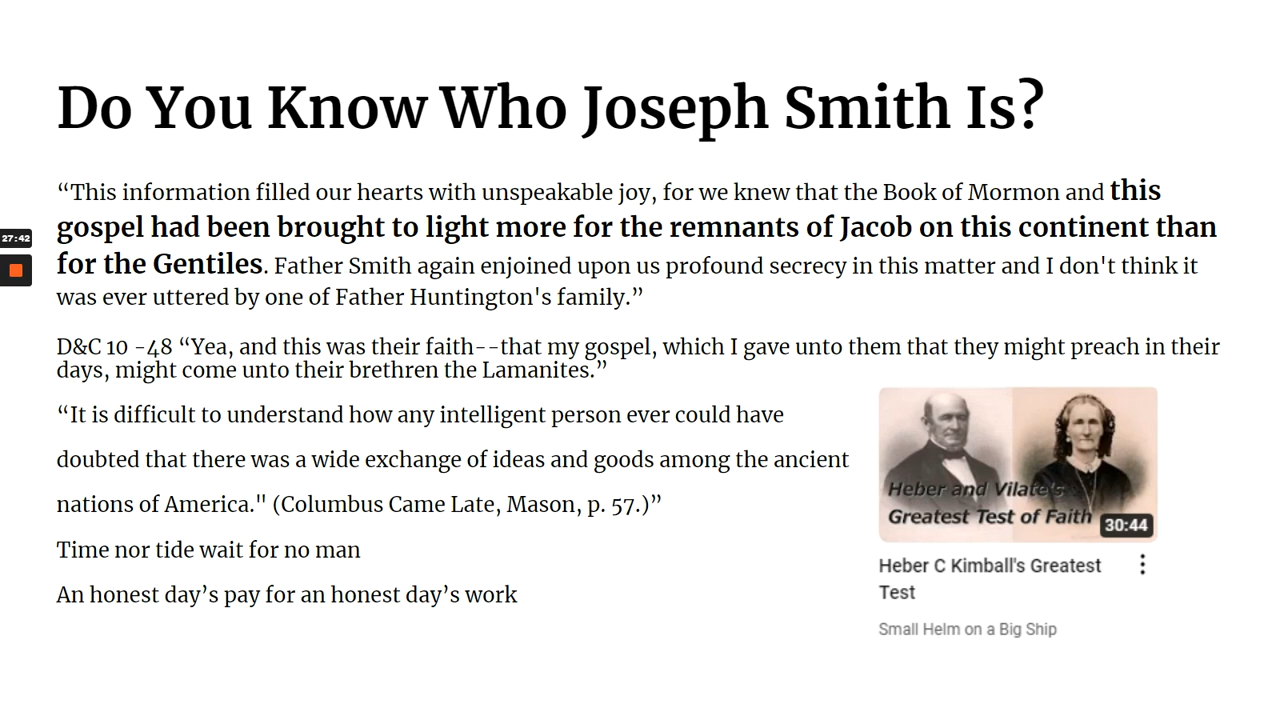 Do You Know Who Joseph Smith Is?
“This information filled our hearts with unspeakable joy, for we knew that the Book of Mormon and this
gospel had been brought to light more for the remnants of Jacob on this continent than
for the Gentiles. Father Smith again enjoined upon us profound secrecy in this matter and I don't think it
was ever uttered by one of Father Huntington's family.”
27:42
D&C 10 -48 “Yea, and this was their faith--that my gospel, which I gave unto them that they might preach in their
days, might come unto their brethren the Lamanites.”
“It is difficult to understand how any intelligent person ever could have
doubted that there was a wide exchange of ideas and goods among the ancient
nations of America." (Columbus Came Late, Mason, p. 57.)”
Time nor tide wait for no man
An honest day’s pay for an honest day’s work
Heber and Vilate's
Greatest Test of Faith
30:44
Heber C Kimball's Greatest
Test
Small Helm on a Big Ship